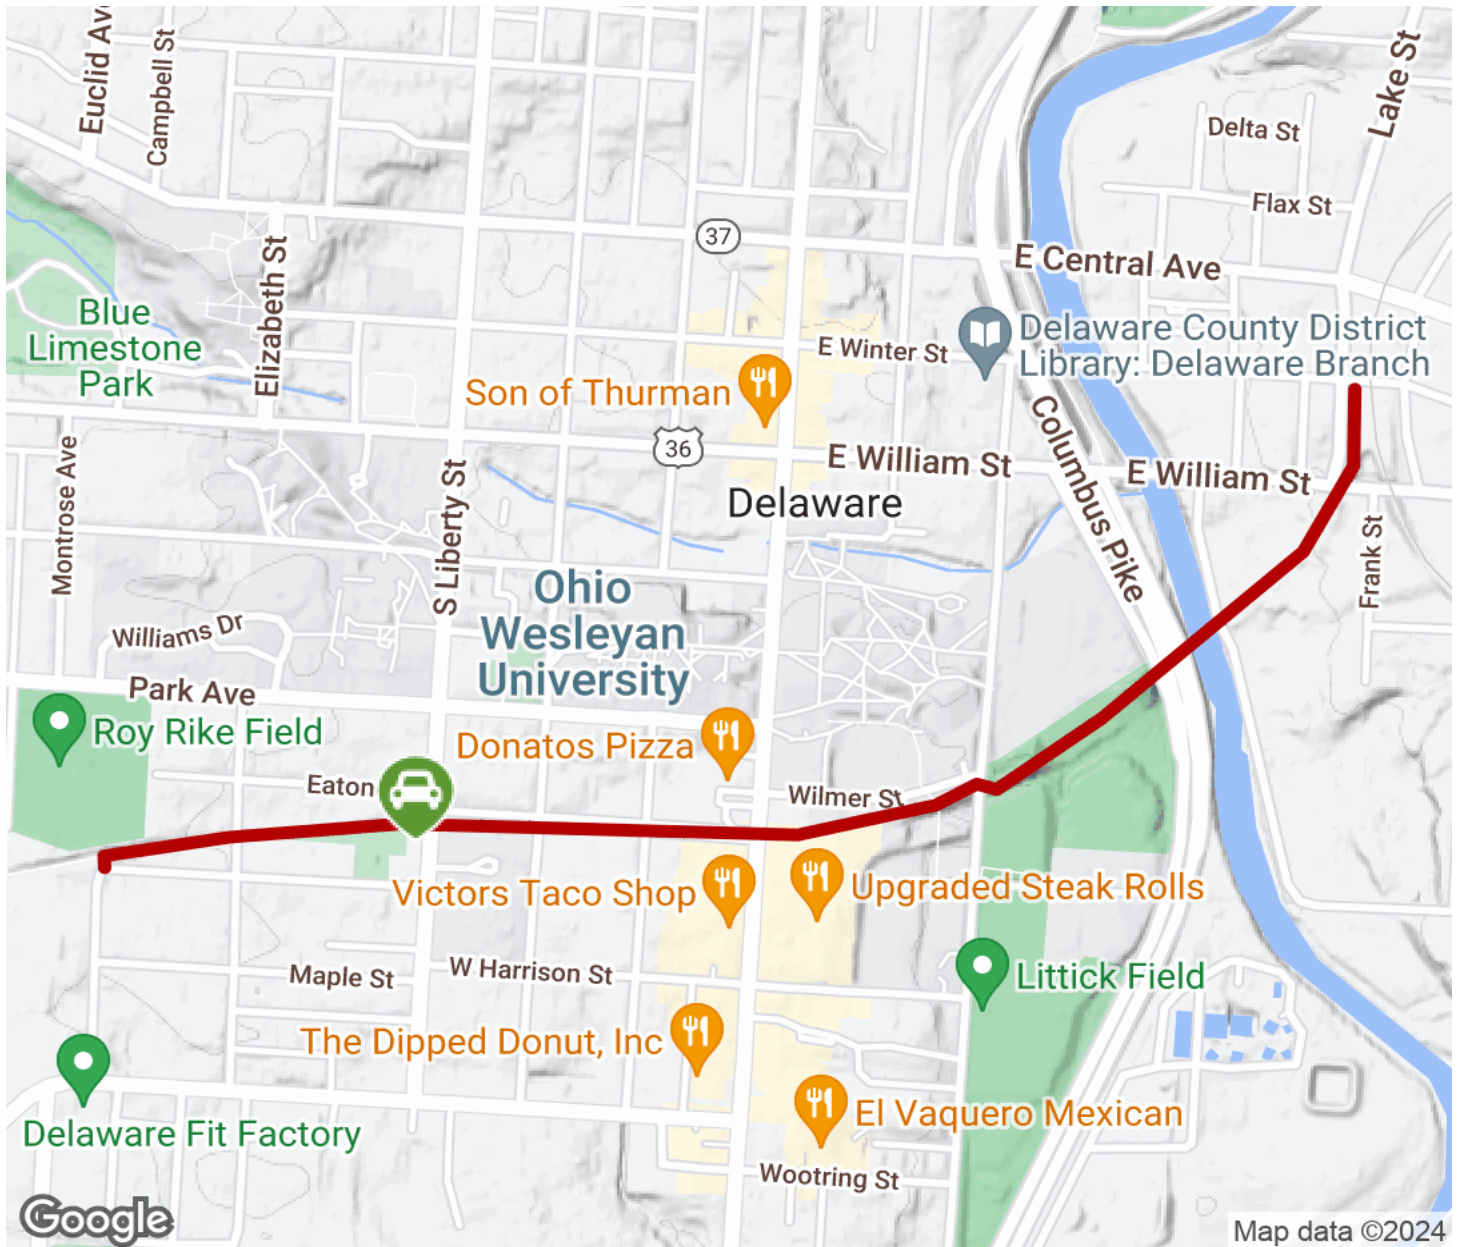 Euclid Av
Campbell St
Lake St
Delta St
Flax St
37
E Central Ave
Elizabeth St
Blue
Limestone
Park
E Winter St
Delaware County District
Library: Delaware Branch
Son of Thurman
36
E William St
Columbus Pike
E William St
Montrose Ave
S Liberty St
Delaware
Frank St
Ohio
Wesleyan
University
Williams Dr
Park Ave
Roy Rike Field
Donatos Pizza
Eaton
Wilmer St
Victors Taco Shop
Upgraded Steak Rolls
Maple St
W Harrison St
Littick Field
The Dipped Donut, Inc
El Vaquero Mexican
Delaware Fit Factory
Wootring St
Google
Map data ©2024